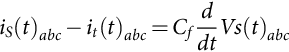 i_S(t)_{abc} − i_t(t)_{abc} = C_f \frac{d}{dt} Vs(t)_{abc}